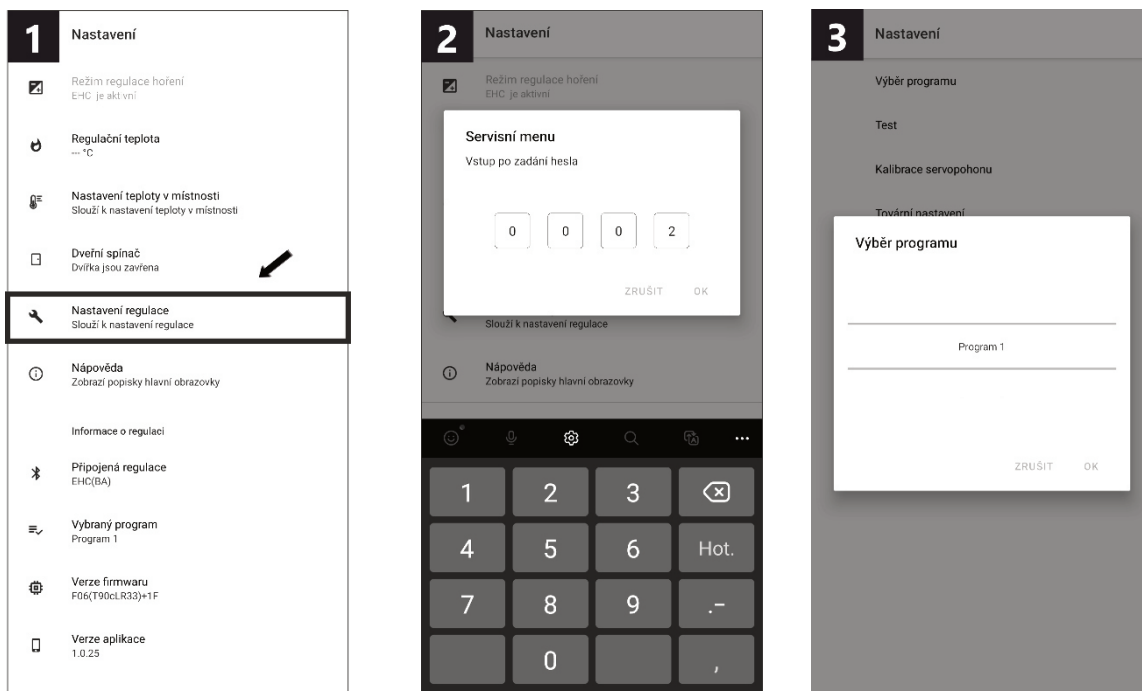 1
Nastavení
Režim regulace hoření
EHC je aktivní
Regulační teplota
--- °C
Nastavení teploty v místnosti
Slouží k nastavení teploty v místnosti
Dveřní spínač
Dvířka jsou zavřena
Nastavení regulace
Slouží k nastavení regulace
Nápověda
Zobrazí popisky hlavní obrazovky
Informace o regulaci
Připojená regulace
EHC(BA)
Vybraný program
Program 1
Verze firmwaru
F06(T90cLR33)+1F
Verze aplikace
1.0.25
2
Nastavení
Režim regulace hoření
EHC je aktivní
Servisní menu
Vstup po zadání hesla
0 0 0 2
ZRUŠIT OK
Slouží k nastavení regulace
Nápověda
Zobrazí popisky hlavní obrazovky
1 2 3
4 5 6 Hot.
7 8 9 .-
0 ,
3
Nastavení
Výběr programu
Test
Kalibrace servopohonu
Tovární nastavení
Výběr programu
Program 1
ZRUŠIT OK